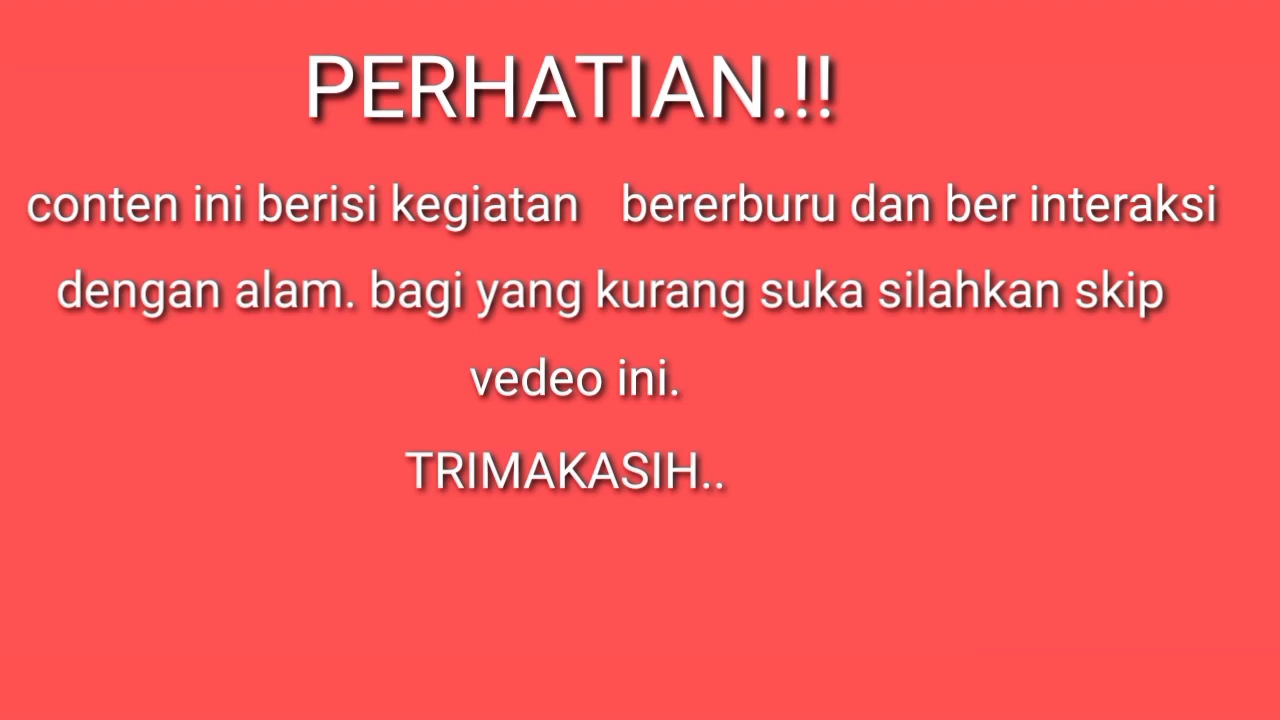 PERHATIAN.!!
conten ini berisi kegiatan bererburu dan ber interaksi
dengan alam. bagi yang kurang suka silahkan skip
vedeo ini.
TRIMAKASIH..